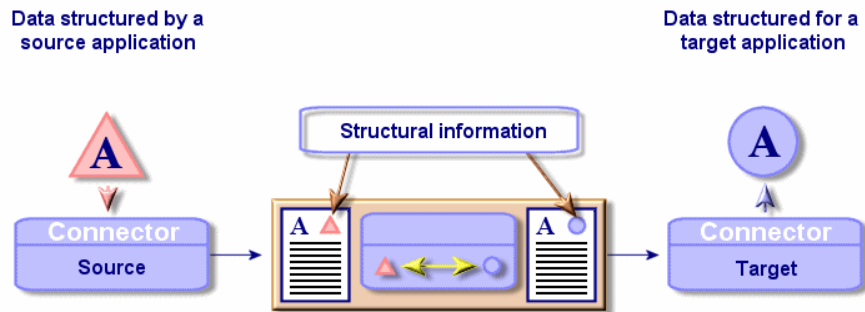 Data structured by a
source application
Data structured for a
target application
Structural information
A
A
Connector
Source
A
A
Connector
Target